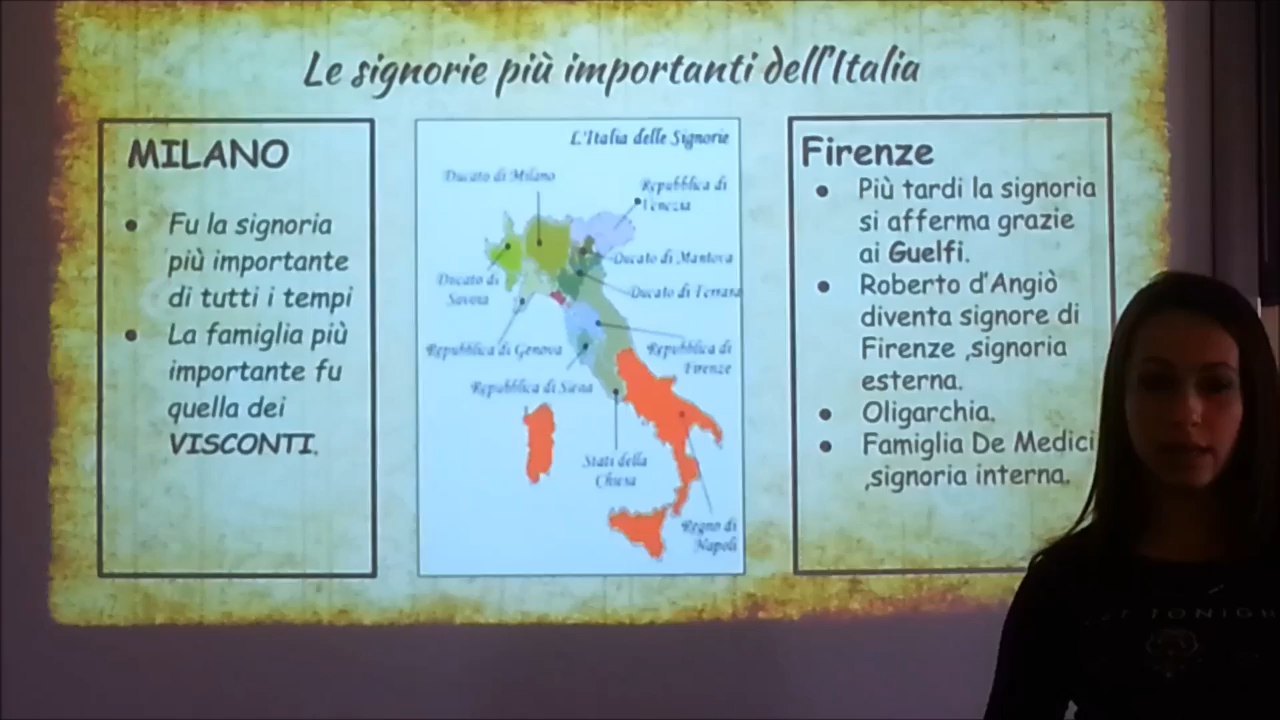 Le signorie più importanti dell'Italia
MILANO
• Fu la signoria
più importante
di tutti i tempi
• La famiglia più
importante fu
quella dei
VISCONTI.
L'Italia delle Signorie
Ducato di Milano
Repubblica di
Venezia
Ducato di Mantova
Ducato di
Savoia
Ducato di Ferrara
Repubblica di Genova
Repubblica di
Firenze
Repubblica di Siena
Stati della
Chiesa
Regno di
Napoli
Firenze
• Più tardi la signoria
si afferma grazie
ai Guelfi.
• Roberto d'Angiò
diventa signore di
Firenze ,signoria
esterna.
• Oligarchia.
• Famiglia De Medici
,signoria interna.